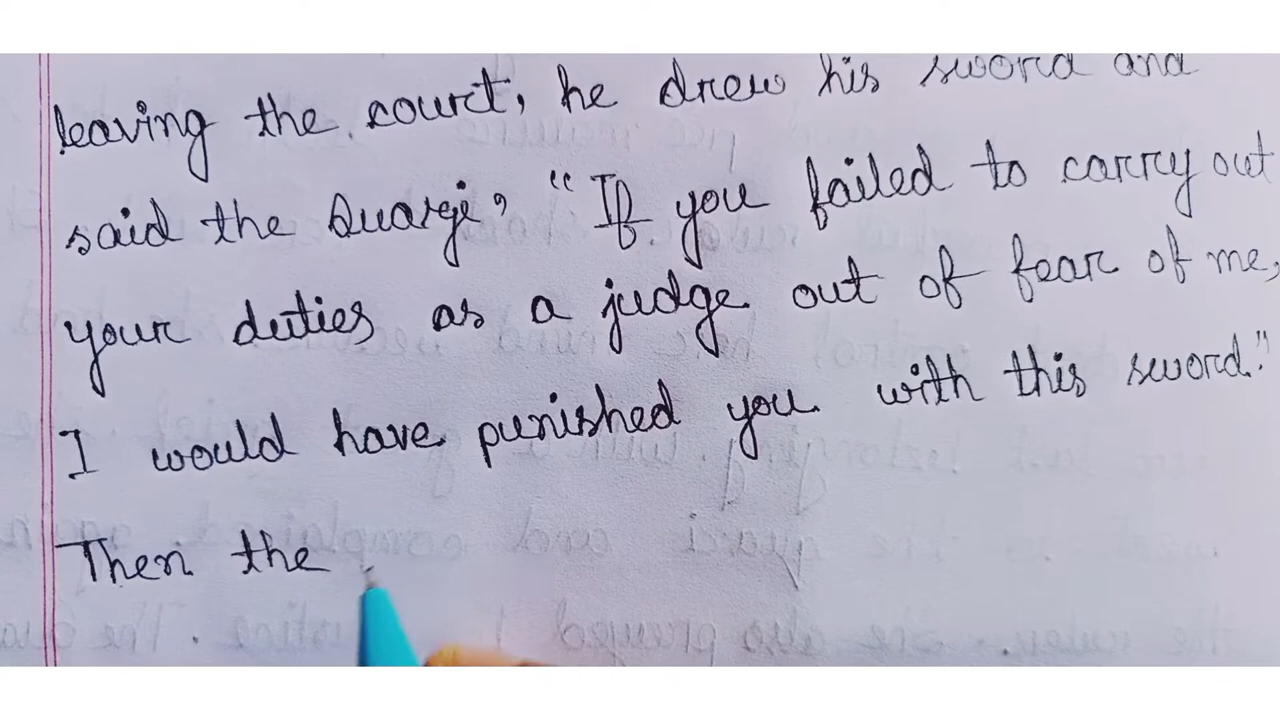 leaving the court, he drew his sword and
said the Quazi, "If you failed to carry out
your duties as a judge out of fear of me,
I would have punished you with this sword."
Then the